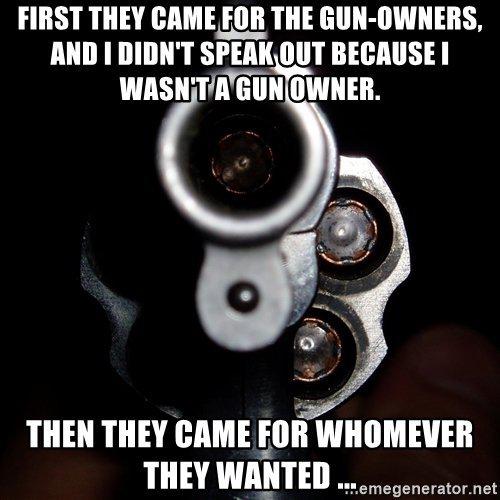 FIRST THEY CAME FOR THE GUN-OWNERS,
AND I DIDN'T SPEAK OUT BECAUSE I
WASN'T A GUN OWNER.
THEN THEY CAME FOR WHOMEVER
THEY WANTED ...
...emegenerator.net